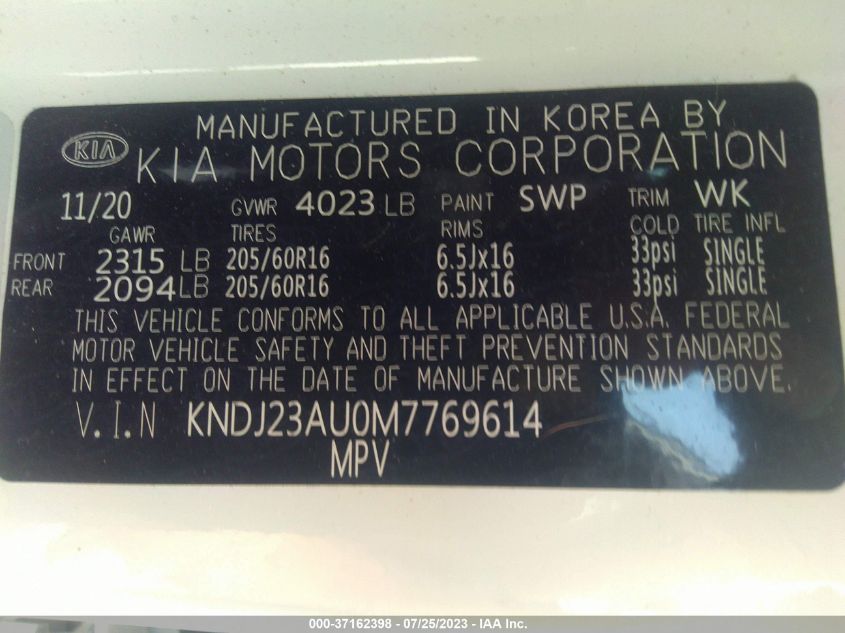 MANUFACTURED IN KOREA BY
KIA KIA MOTORS CORPORATION
11/20 GVWR 4023 LB PAINT SWP TRIM WK
GAWR TIRES RIMS COLD TIRE INFL
FRONT 2315 LB 205/60R16 6.5Jx16 33psi SINGLE
REAR 2094 LB 205/60R16 6.5Jx16 33psi SINGLE
THIS VEHICLE CONFORMS TO ALL APPLICABLE U.S.A. FEDERAL
MOTOR VEHICLE SAFETY AND THEFT PREVENTION STANDARDS
IN EFFECT ON THE DATE OF MANUFACTURE SHOWN ABOVE.
V.I.N KNDJ23AU0M7769614
MPV
000-37162398 - 07/25/2023 - IAA Inc.